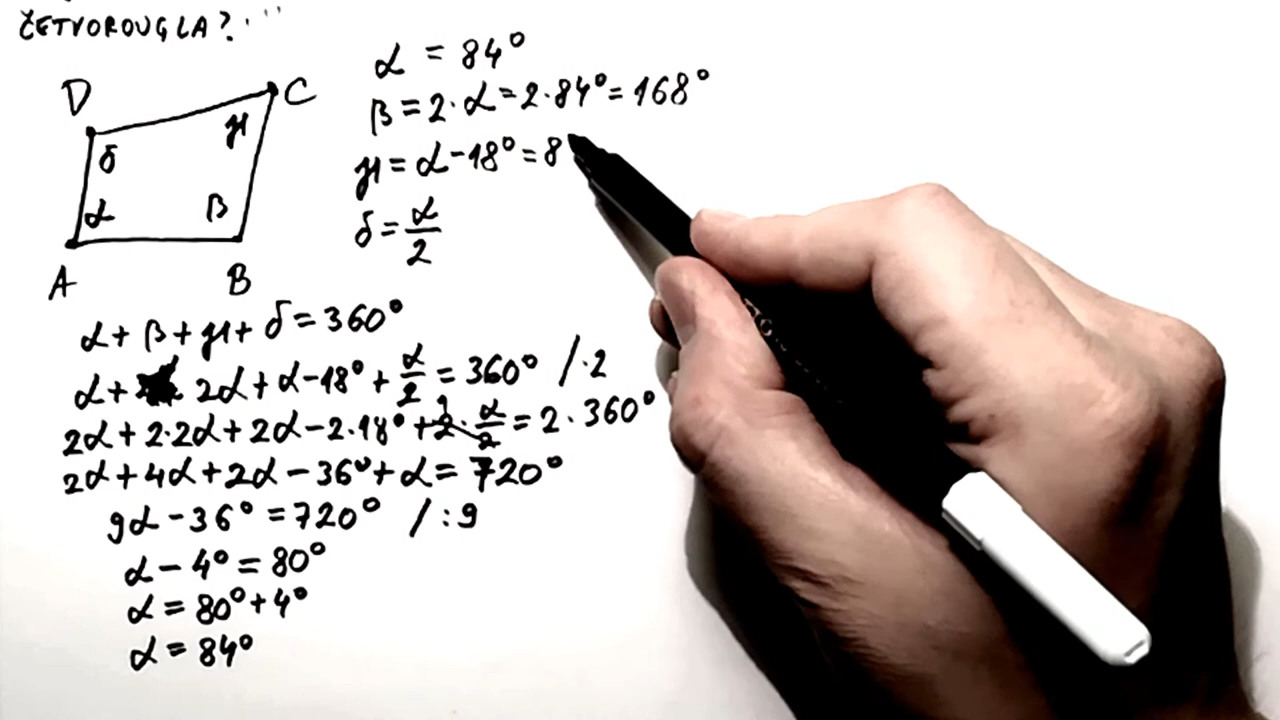 ČETVOROUGLA?...
D
C
δ
γ
α
β
A
B
α = 84°
β = 2·α = 2·84° = 168°
γ = α - 18° = 8
δ = α/2
α + β + γ + δ = 360°
α + 2α + α - 18° + α/2 = 360° /·2
2α + 2·2α + 2α - 2·18° + 2·α/2 = 2·360°
2α + 4α + 2α - 36° + α = 720°
9α - 36° = 720° /:9
α - 4° = 80°
α = 80° + 4°
α = 84°